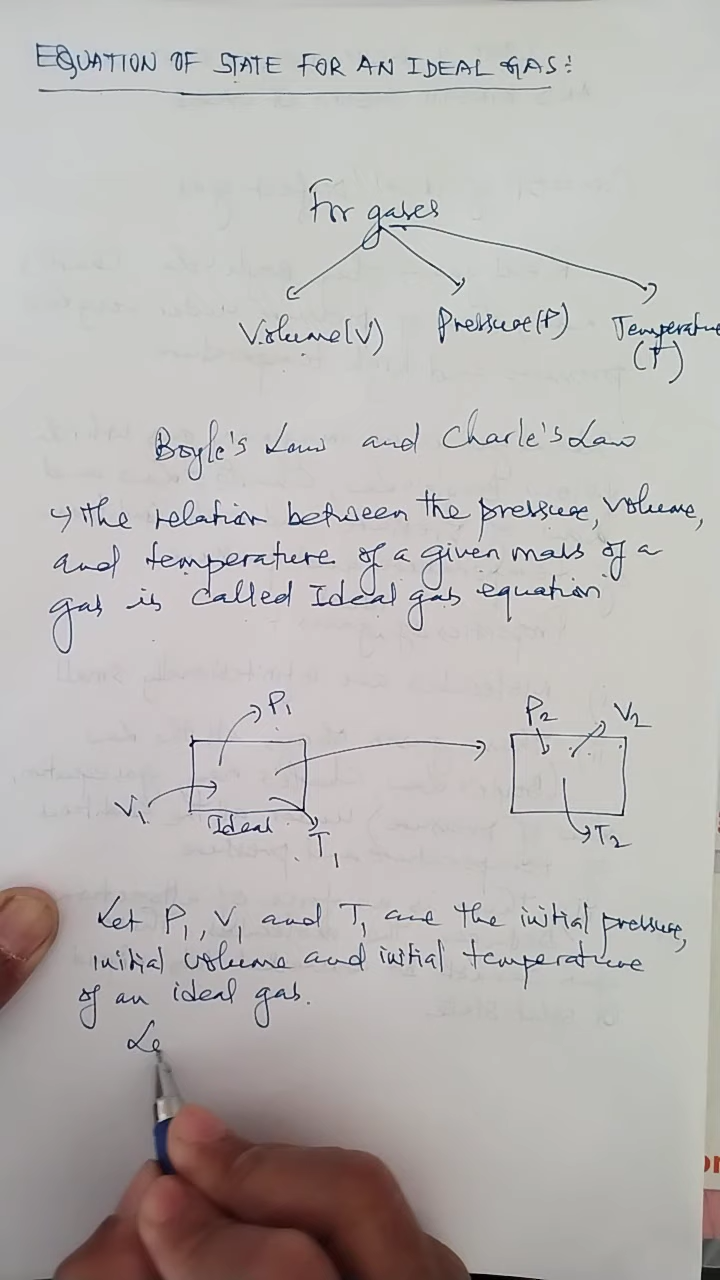 EQUATION OF STATE FOR AN IDEAL GAS:
For gases
Volume(V) Pressure(P) Temperature
(T)
Boyle's Law and Charle's Law
↪ The relation between the pressure, volume,
and temperature of a given mass of a
gas is called Ideal gas equation
P₁ P₂ V₂
V₁ Ideal T₁ T₂
Let P₁, V₁ and T₁ are the initial pressure,
initial volume and initial temperature
of an ideal gas.
Le